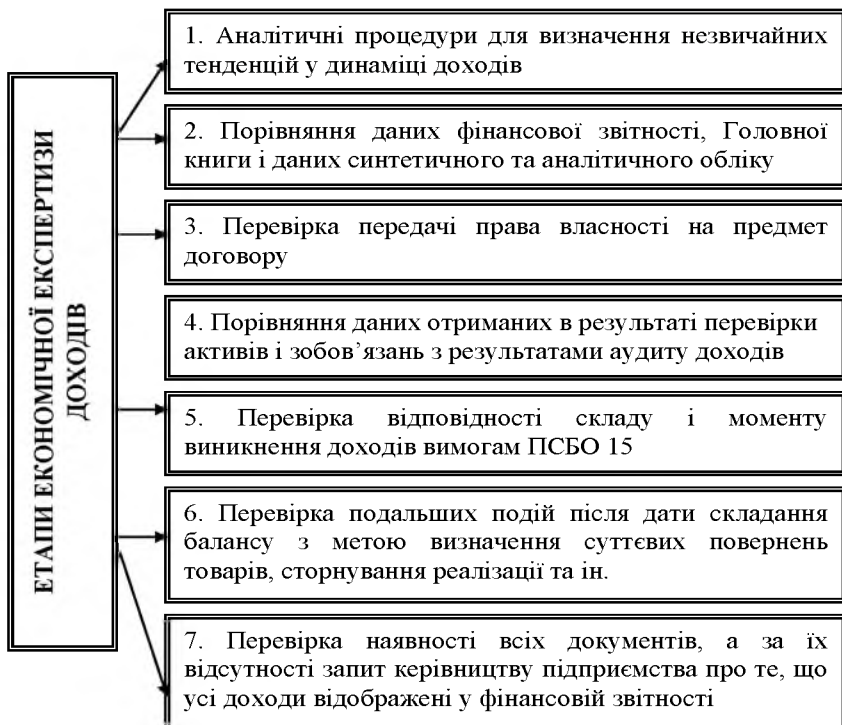 ЕТАПИ ЕКОНОМІЧНОЇ ЕКСПЕРТИЗИ
ДОХОДІВ
1. Аналітичні процедури для визначення незвичайних
тенденцій у динаміці доходів
2. Порівняння даних фінансової звітності, Головної
книги і даних синтетичного та аналітичного обліку
3. Перевірка передачі права власності на предмет
договору
4. Порівняння даних отриманих в результаті перевірки
активів і зобов’язань з результатами аудиту доходів
5. Перевірка відповідності складу і моменту
виникнення доходів вимогам ПСБО 15
6. Перевірка подальших подій після дати складання
балансу з метою визначення суттєвих повернень
товарів, сторнування реалізації та ін.
7. Перевірка наявності всіх документів, а за їх
відсутності запит керівництву підприємства про те, що
усі доходи відображені у фінансовій звітності